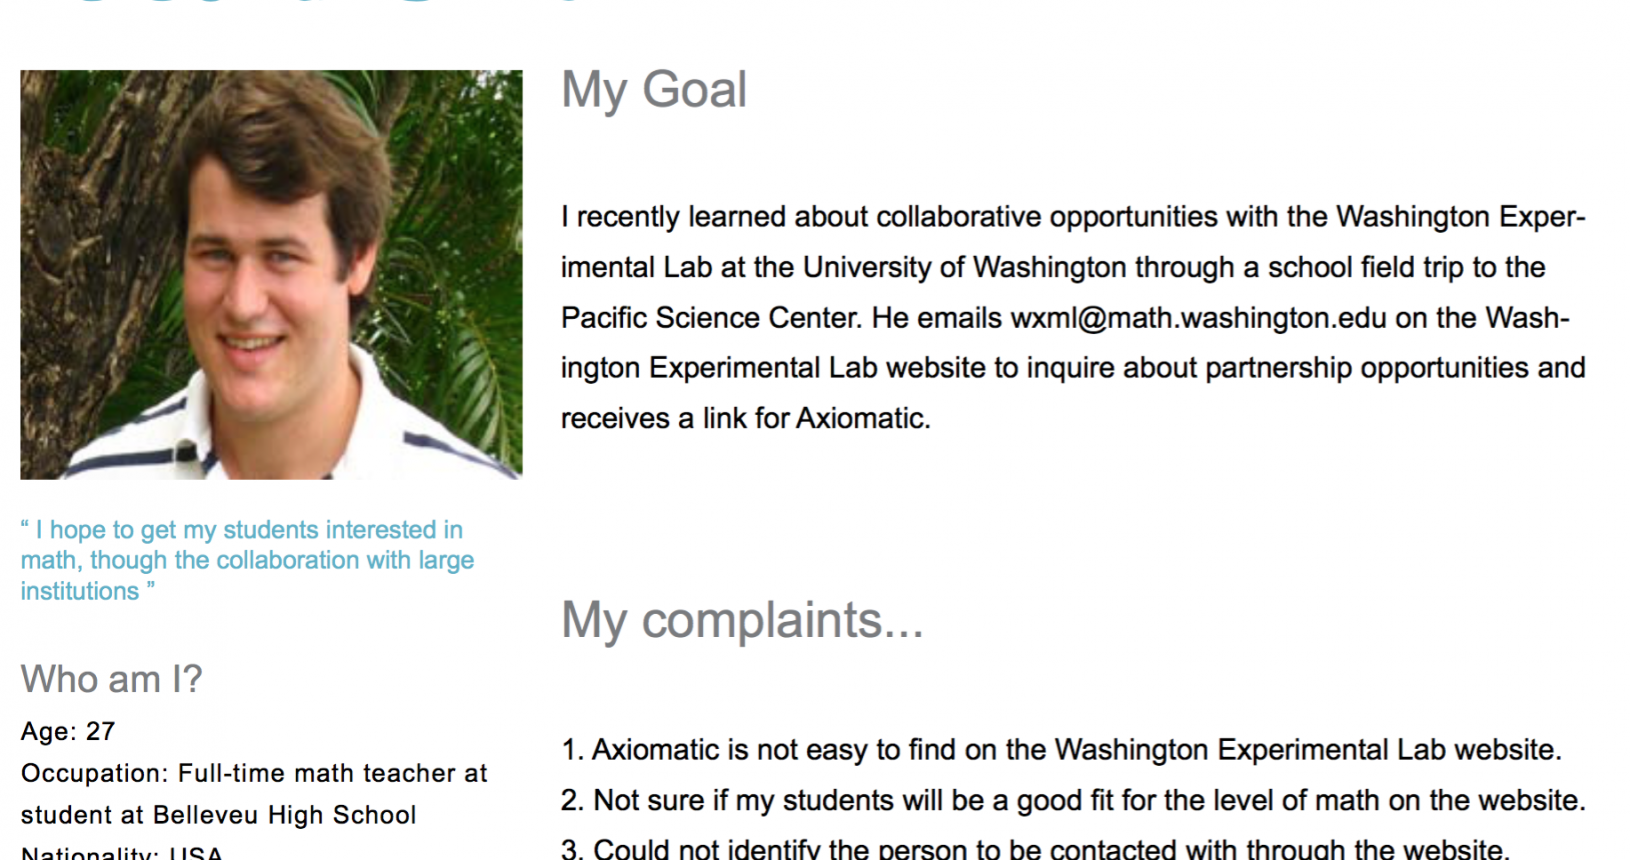 My Goal
I recently learned about collaborative opportunities with the Washington Exper-
imental Lab at the University of Washington through a school field trip to the
Pacific Science Center. He emails wxml@math.washington.edu on the Wash-
ington Experimental Lab website to inquire about partnership opportunities and
receives a link for Axiomatic.
“ I hope to get my students interested in
math, though the collaboration with large
institutions ”
Who am I?
Age: 27
Occupation: Full-time math teacher at
student at Belleveu High School
Nationality: USA
My complaints...
1. Axiomatic is not easy to find on the Washington Experimental Lab website.
2. Not sure if my students will be a good fit for the level of math on the website.
3. Could not identify the person to be contacted with through the website.